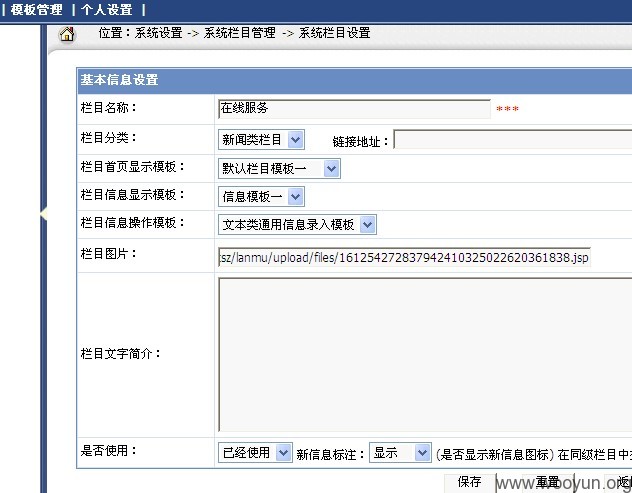 | 模板管理 | 个人设置 |
位置：系统设置 -> 系统栏目管理 -> 系统栏目设置
基本信息设置
栏目名称： 在线服务 ***
栏目分类： 新闻类栏目 链接地址：
栏目首页显示模板： 默认栏目模板一
栏目信息显示模板： 信息模板一
栏目信息操作模板： 文本类通用信息录入模板
栏目图片： rsz/lanmu/upload/files/16125427283794241032502262036​1838.jsp
栏目文字简介：
是否使用： 已经使用 新信息标注： 显示 (是否显示新信息图标) 在同级栏目中
保存 重置 返
www.wooyun.org